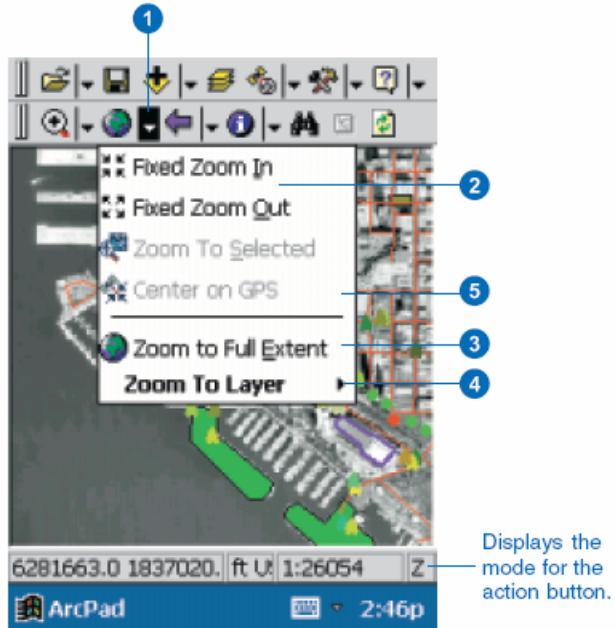 1
Fixed Zoom In
2
Fixed Zoom Out
Zoom To Selected
Center on GPS
5
Zoom to Full Extent
3
Zoom To Layer
4
6281663.0 1837020. ft U: 1:26054 Z
Displays the
mode for the
action button.
ArcPad 2:46p